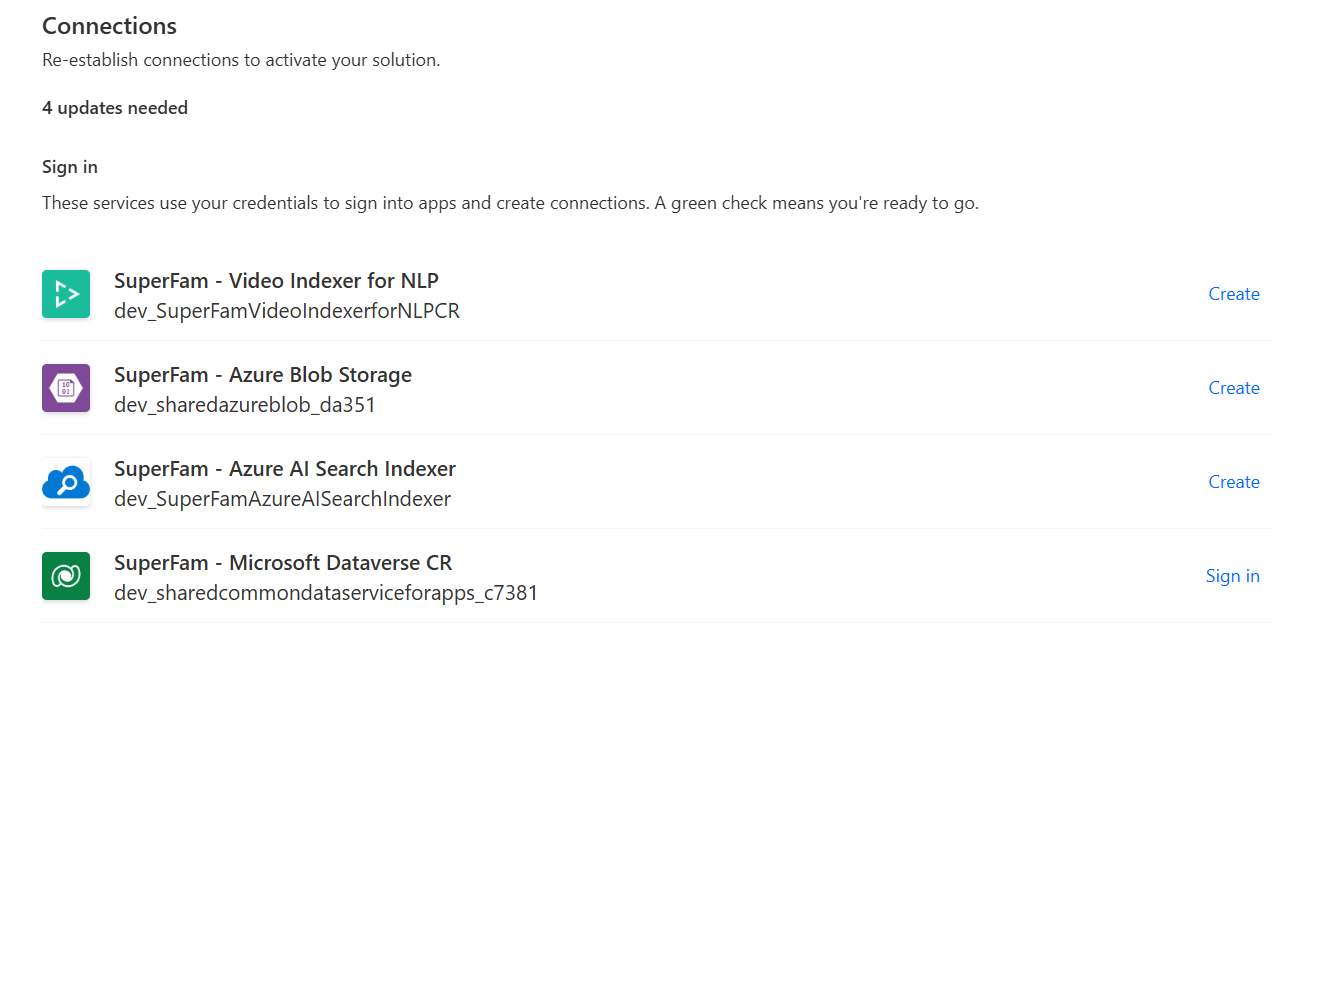 Connections
Re-establish connections to activate your solution.
4 updates needed
Sign in
These services use your credentials to sign into apps and create connections. A green check means you're ready to go.
SuperFam - Video Indexer for NLP
dev_SuperFamVideoIndexerforNLPCR
Create
SuperFam - Azure Blob Storage
dev_sharedazureblob_da351
Create
SuperFam - Azure AI Search Indexer
dev_SuperFamAzureAISearchIndexer
Create
SuperFam - Microsoft Dataverse CR
dev_sharedcommondataserviceforapps_c7381
Sign in